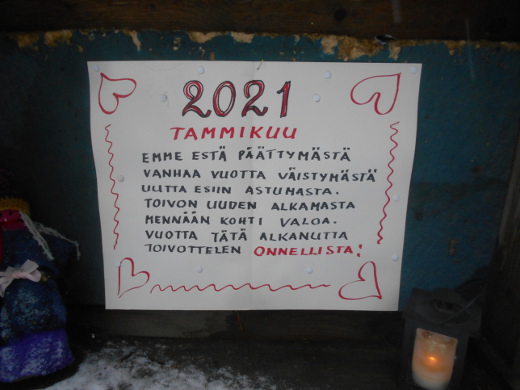 2021
TAMMIKUU
EMME ESTÄ PÄÄTTYMÄSTÄ
VANHAA VUOTTA VÄISTYMÄSTÄ
UUTTA ESIIN ASTUMASTA.
TOIVON UUDEN ALKAMASTA
MENNÄÄN KOHTI VALOA.
VUOTTA TÄTÄ ALKANUTTA
TOIVOTTELEN ONNELLISTA!